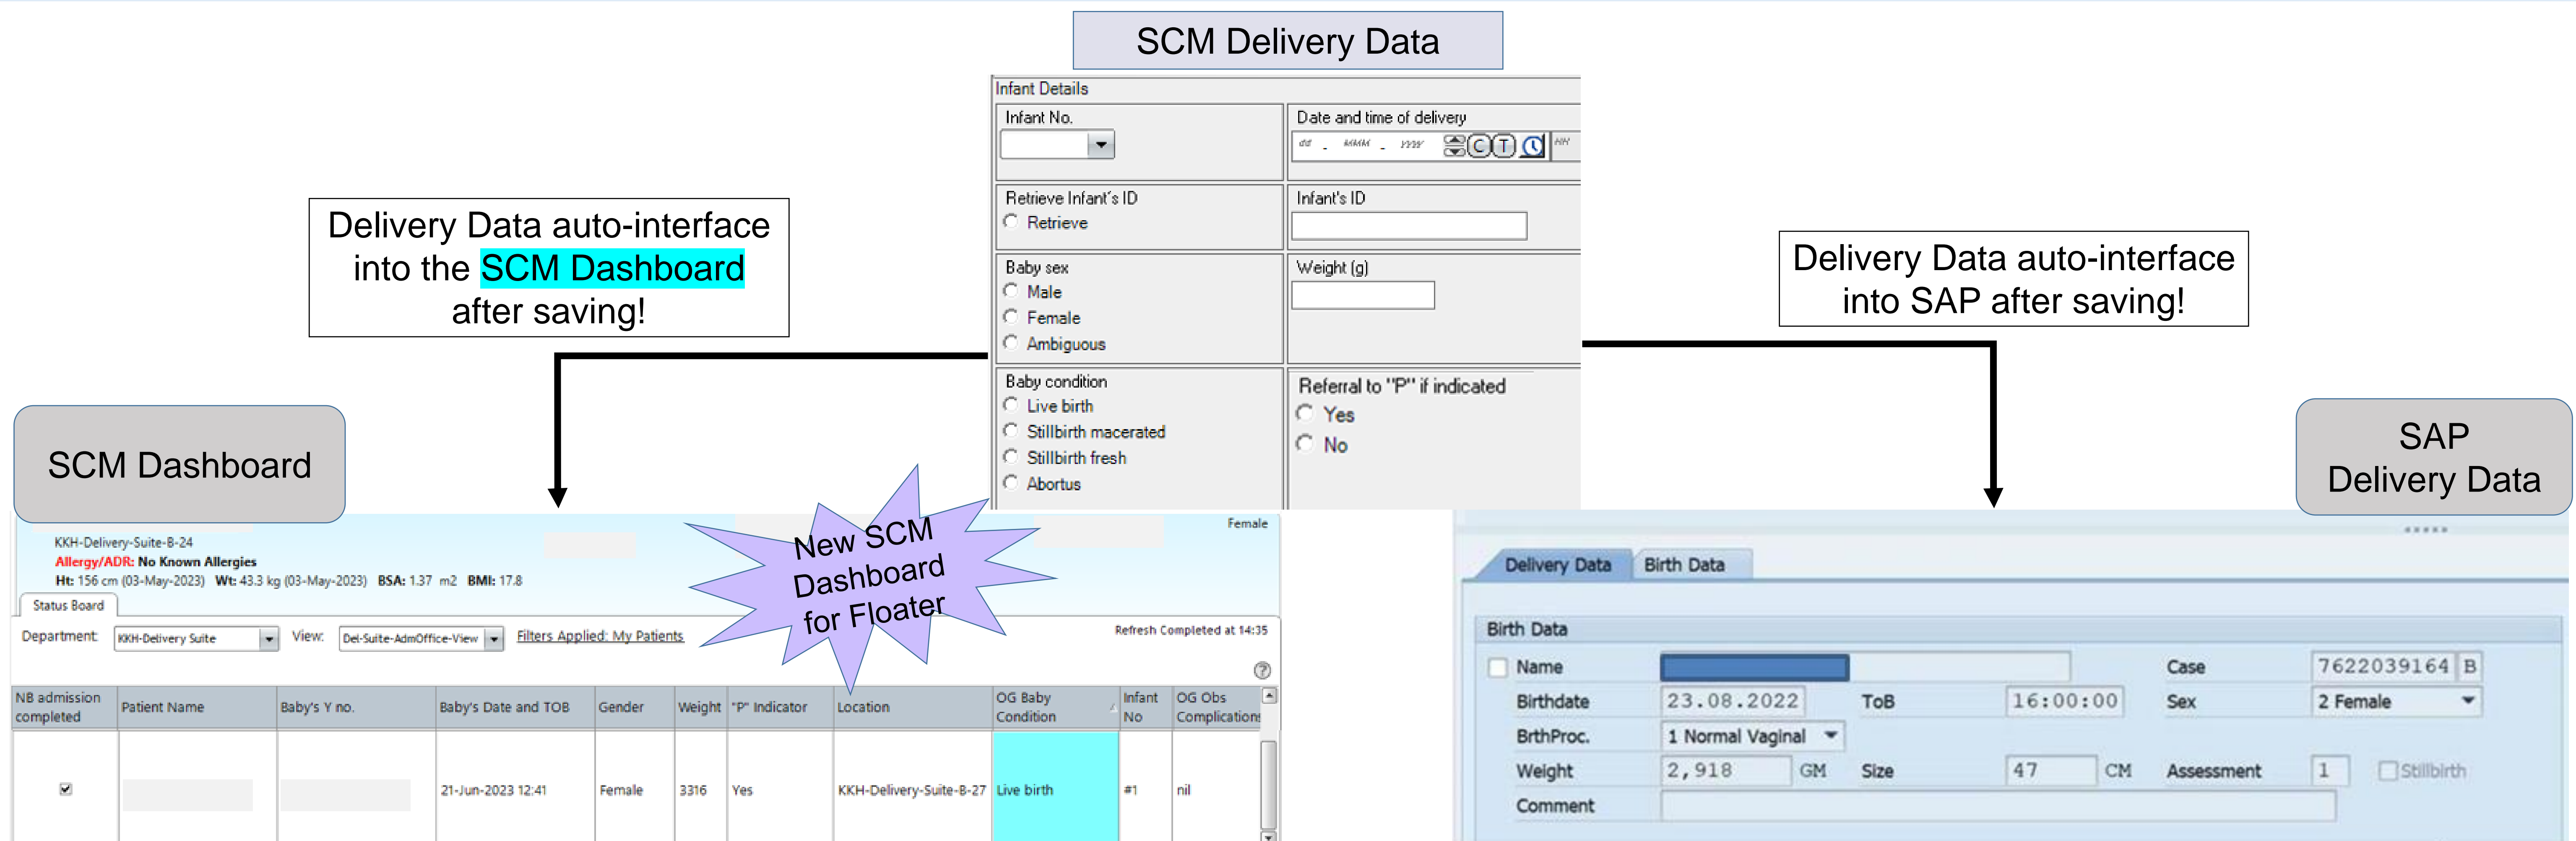 SCM Delivery Data
Infant Details
Infant No.
Date and time of delivery
dd - MMM - yyyy C T HH
Retrieve Infant's ID
Retrieve
Infant's ID
Baby sex
Male
Female
Ambiguous
Weight (g)
Baby condition
Live birth
Stillbirth macerated
Stillbirth fresh
Abortus
Referral to "P" if indicated
Yes
No
Delivery Data auto-interface
into the SCM Dashboard
after saving!
Delivery Data auto-interface
into SAP after saving!
SCM Dashboard
New SCM
Dashboard
for Floater
Female
KKH-Delivery-Suite-B-24
Allergy/ADR: No Known Allergies
Ht: 156 cm (03-May-2023) Wt: 43.3 kg (03-May-2023) BSA: 1.37 m2 BMI: 17.8
Status Board
Department: KKH-Delivery Suite View: Del-Suite-AdmOffice-View Filters Applied: My Patients
Refresh Completed at 14:35
?
NB admission completed Patient Name Baby's Y no. Baby's Date and TOB Gender Weight "P" Indicator Location OG Baby Condition Infant No OG Obs Complications
21-Jun-2023 12:41 Female 3316 Yes KKH-Delivery-Suite-B-27 Live birth #1 nil
SAP
Delivery Data
Delivery Data Birth Data
Birth Data
Name Case 7622039164 B
Birthdate 23.08.2022 ToB 16:00:00 Sex 2 Female
BrthProc. 1 Normal Vaginal
Weight 2,918 GM Size 47 CM Assessment 1 Stillbirth
Comment